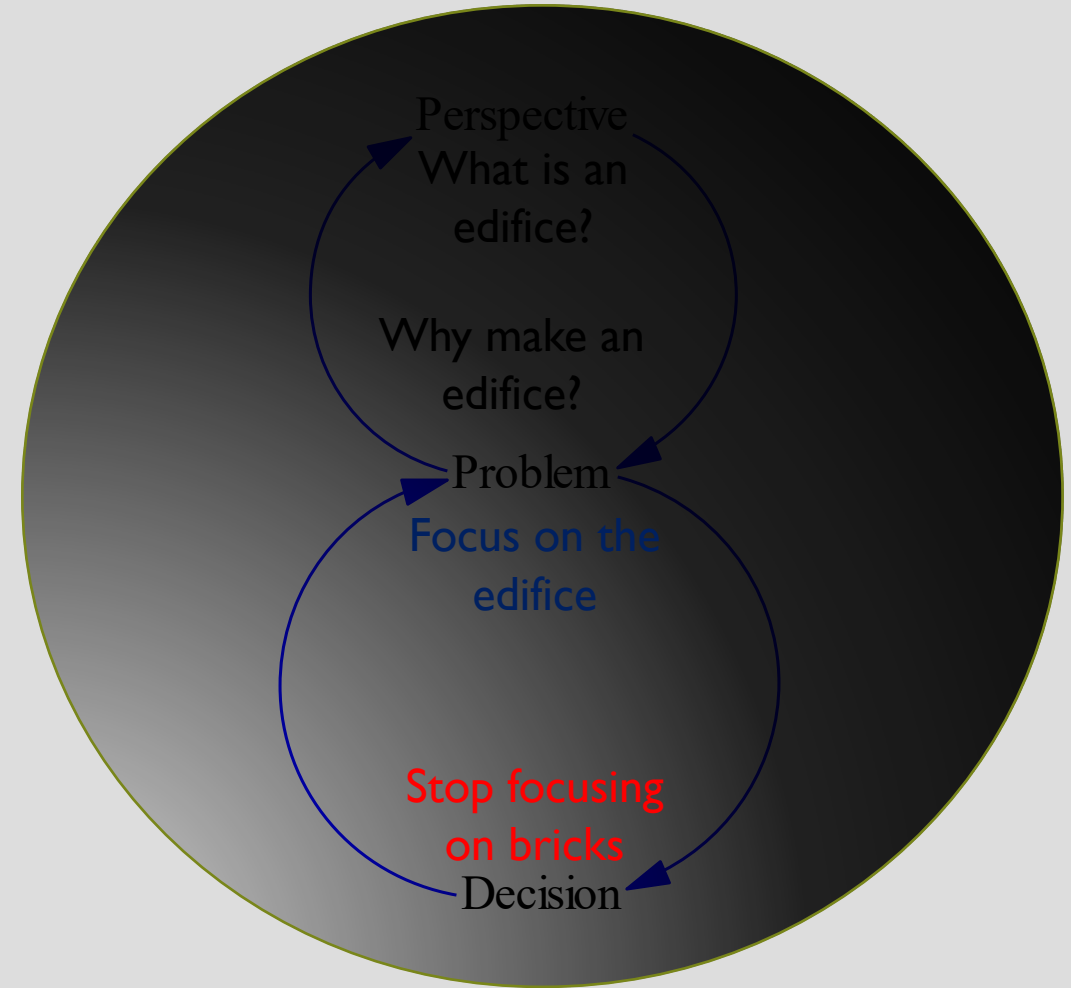 Perspective
What is an
edifice?
Why make an
edifice?
Problem
Focus on the
edifice
Stop focusing
on bricks
Decision